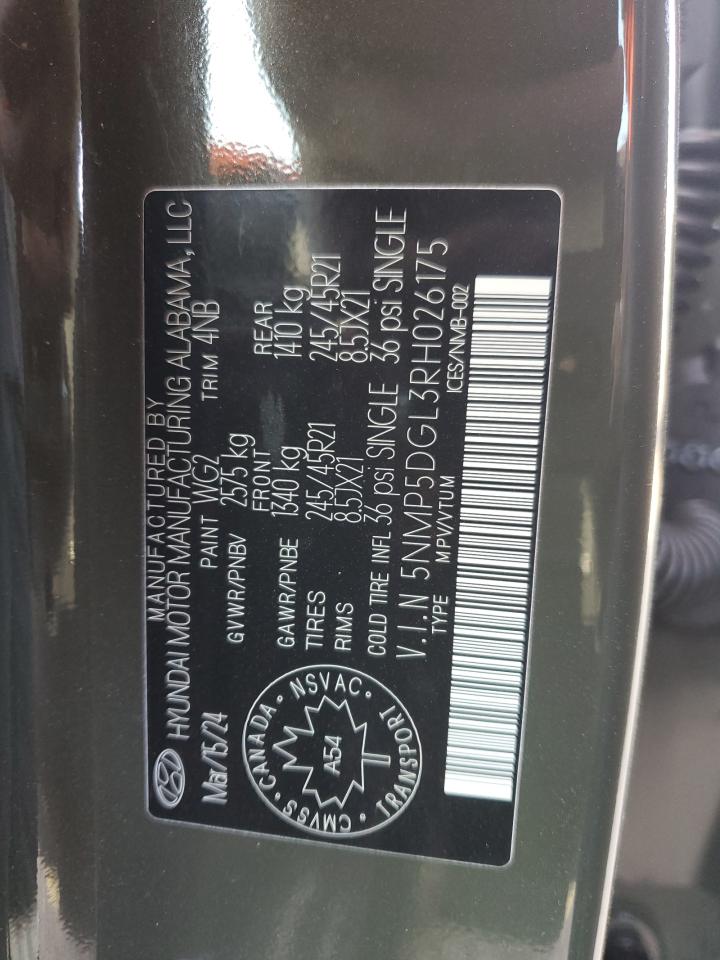 MANUFACTURED BY
HYUNDAI MOTOR MANUFACTURING ALABAMA, LLC
Mar/15/24 PAINT WG2 TRIM 4NB
GVWR/PNBV 2575 kg
FRONT REAR
GAWR/PNBE 1340 kg 1410 kg
TIRES 245/45R21 245/45R21
RIMS 8.5JX21 8.5JX21
COLD TIRE INFL 36 psi SINGLE 36 psi SINGLE
V.I.N 5NMP5DGL3RH026175
TYPE MPV/VTUM ICES/NMB-002
CANADA · NSVAC · TRANSPORT · CMVSS ·
A54